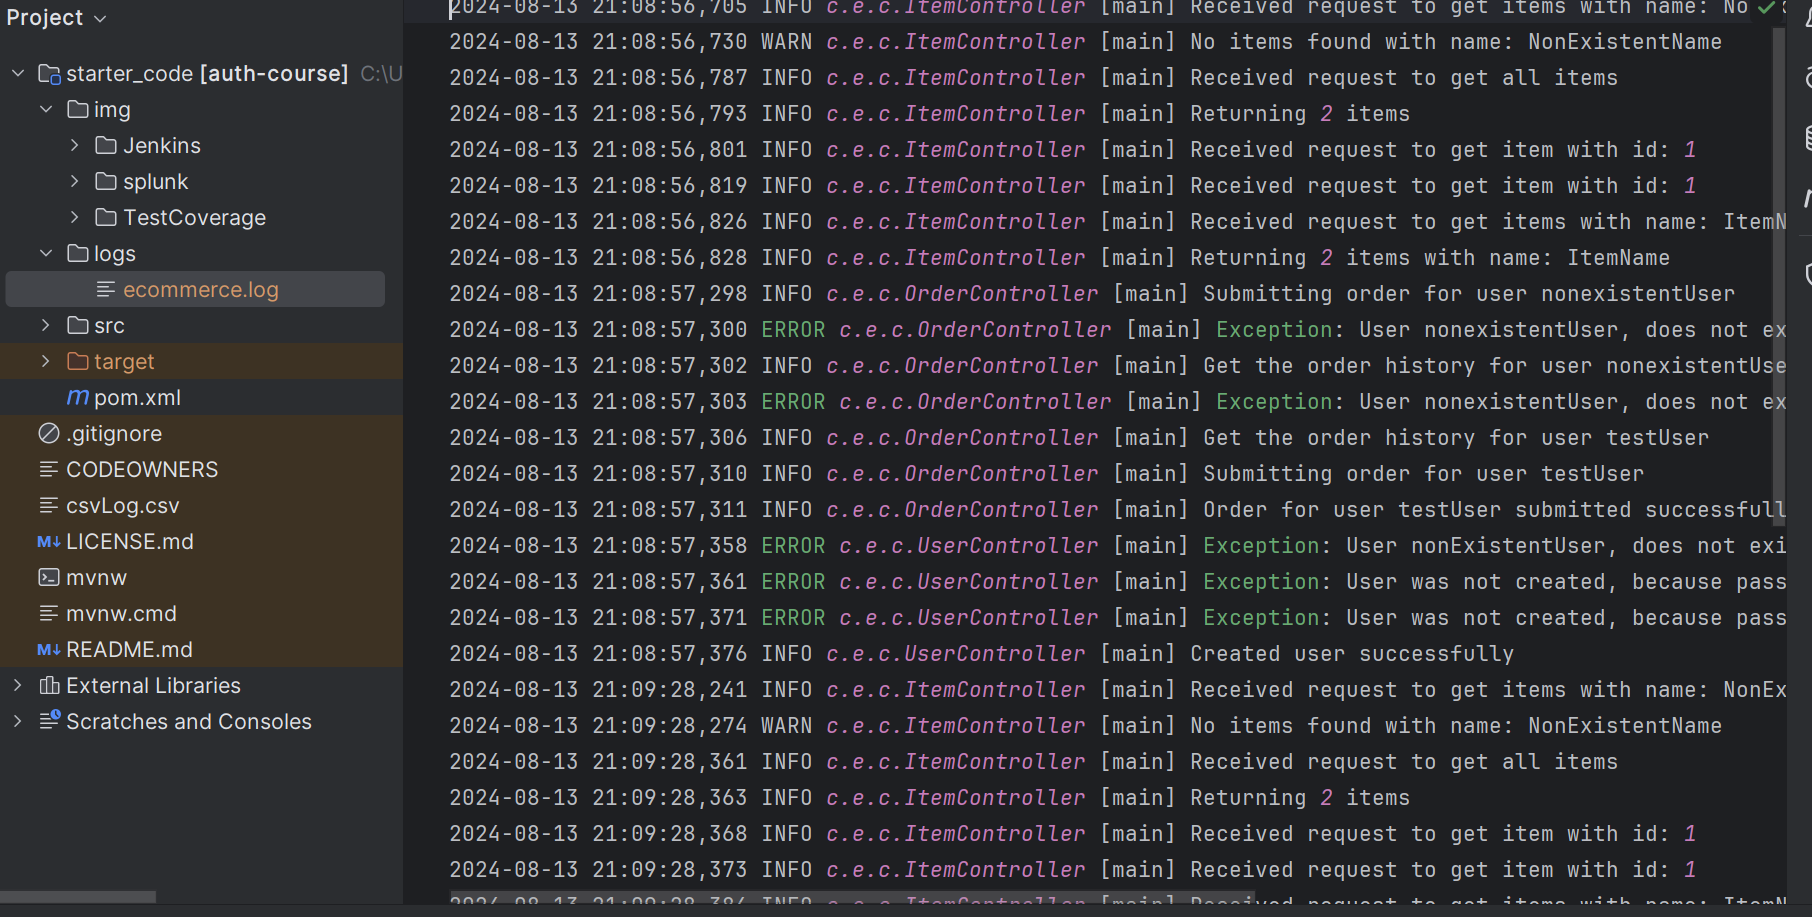 Project
starter_code [auth-course] C:\U
img
Jenkins
splunk
TestCoverage
logs
ecommerce.log
src
target
pom.xml
.gitignore
CODEOWNERS
csvLog.csv
LICENSE.md
mvnw
mvnw.cmd
README.md
External Libraries
Scratches and Consoles
2024-08-13 21:08:56,705 INFO c.e.c.ItemController [main] Received request to get items with name: No
2024-08-13 21:08:56,730 WARN c.e.c.ItemController [main] No items found with name: NonExistentName
2024-08-13 21:08:56,787 INFO c.e.c.ItemController [main] Received request to get all items
2024-08-13 21:08:56,793 INFO c.e.c.ItemController [main] Returning 2 items
2024-08-13 21:08:56,801 INFO c.e.c.ItemController [main] Received request to get item with id: 1
2024-08-13 21:08:56,819 INFO c.e.c.ItemController [main] Received request to get item with id: 1
2024-08-13 21:08:56,826 INFO c.e.c.ItemController [main] Received request to get items with name: ItemN
2024-08-13 21:08:56,828 INFO c.e.c.ItemController [main] Returning 2 items with name: ItemName
2024-08-13 21:08:57,298 INFO c.e.c.OrderController [main] Submitting order for user nonexistentUser
2024-08-13 21:08:57,300 ERROR c.e.c.OrderController [main] Exception: User nonexistentUser, does not ex
2024-08-13 21:08:57,302 INFO c.e.c.OrderController [main] Get the order history for user nonexistentUse
2024-08-13 21:08:57,303 ERROR c.e.c.OrderController [main] Exception: User nonexistentUser, does not ex
2024-08-13 21:08:57,306 INFO c.e.c.OrderController [main] Get the order history for user testUser
2024-08-13 21:08:57,310 INFO c.e.c.OrderController [main] Submitting order for user testUser
2024-08-13 21:08:57,311 INFO c.e.c.OrderController [main] Order for user testUser submitted successfull
2024-08-13 21:08:57,358 ERROR c.e.c.UserController [main] Exception: User nonExistentUser, does not exi
2024-08-13 21:08:57,361 ERROR c.e.c.UserController [main] Exception: User was not created, because pass
2024-08-13 21:08:57,371 ERROR c.e.c.UserController [main] Exception: User was not created, because pass
2024-08-13 21:08:57,376 INFO c.e.c.UserController [main] Created user successfully
2024-08-13 21:09:28,241 INFO c.e.c.ItemController [main] Received request to get items with name: NonEx
2024-08-13 21:09:28,274 WARN c.e.c.ItemController [main] No items found with name: NonExistentName
2024-08-13 21:09:28,361 INFO c.e.c.ItemController [main] Received request to get all items
2024-08-13 21:09:28,363 INFO c.e.c.ItemController [main] Returning 2 items
2024-08-13 21:09:28,368 INFO c.e.c.ItemController [main] Received request to get item with id: 1
2024-08-13 21:09:28,373 INFO c.e.c.ItemController [main] Received request to get item with id: 1
2024-08-13 21:09:28,384 INFO c.e.c.ItemController [main] Received request to get items with name: ItemN